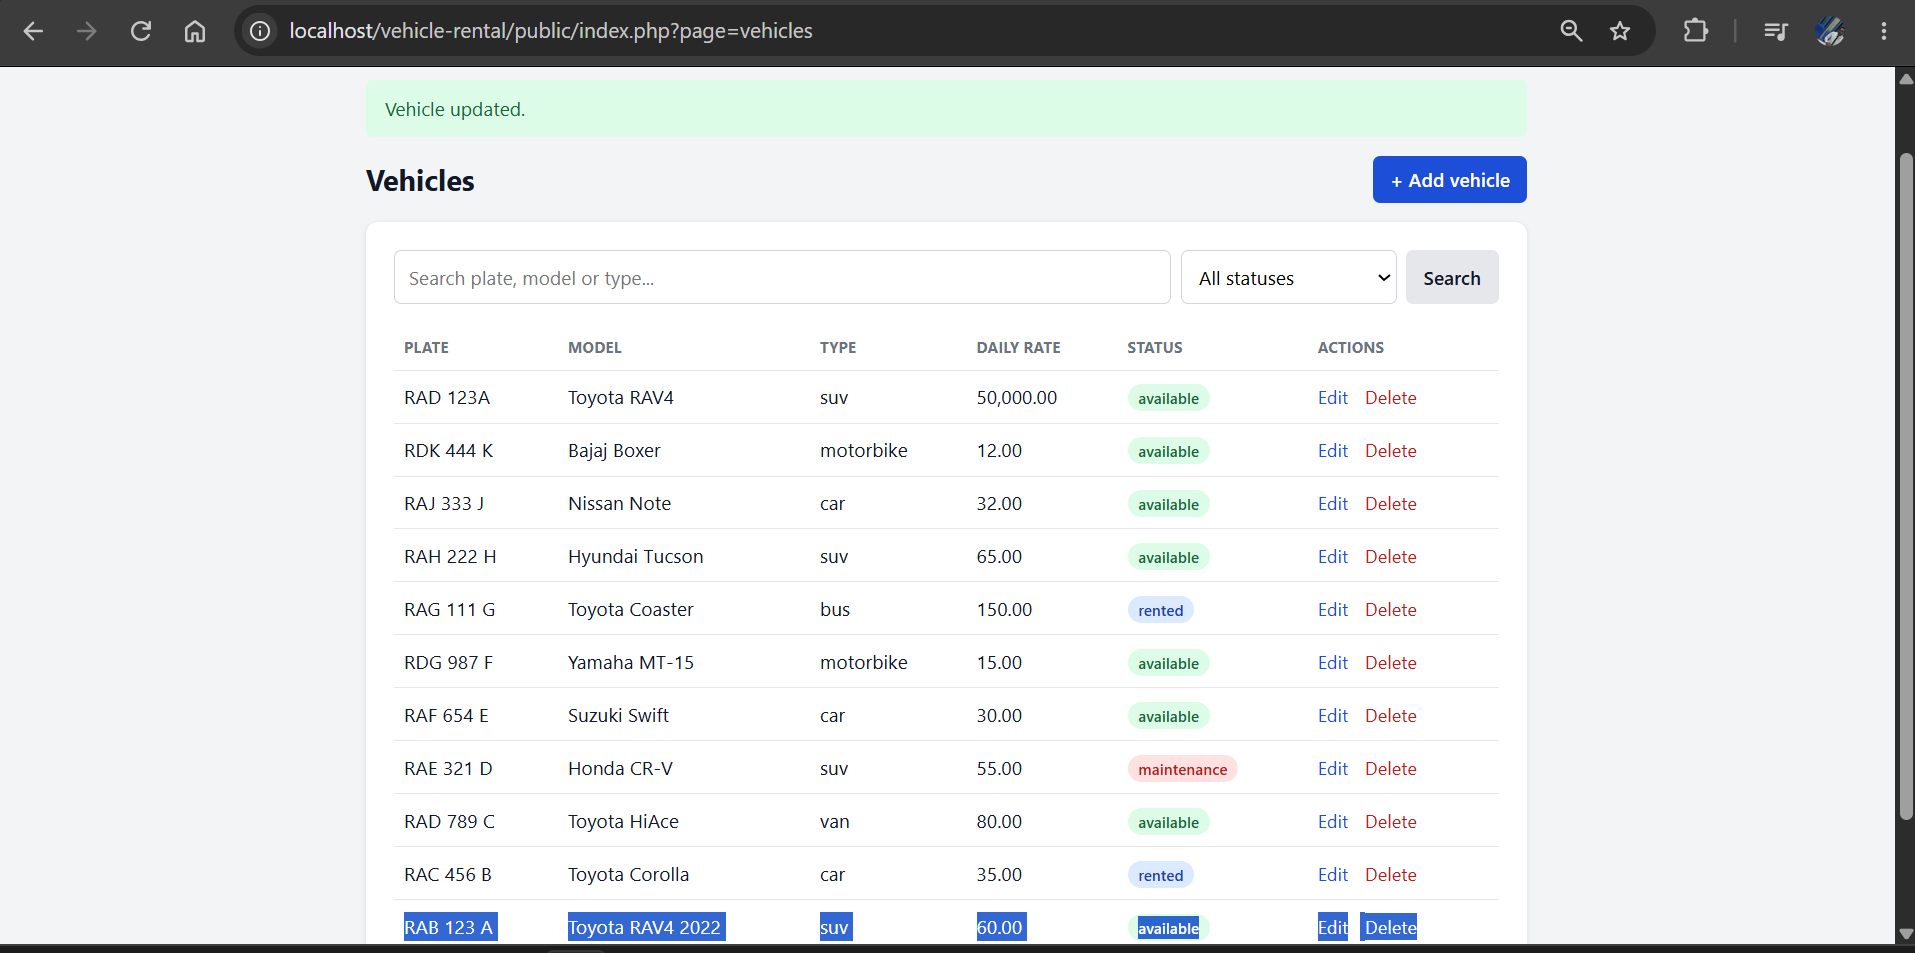 localhost/vehicle-rental/public/index.php?page=vehicles
Vehicle updated.
Vehicles
+ Add vehicle
Search plate, model or type...
All statuses
Search
PLATE MODEL TYPE DAILY RATE STATUS ACTIONS
RAD 123A Toyota RAV4 suv 50,000.00 available Edit Delete
RDK 444 K Bajaj Boxer motorbike 12.00 available Edit Delete
RAJ 333 J Nissan Note car 32.00 available Edit Delete
RAH 222 H Hyundai Tucson suv 65.00 available Edit Delete
RAG 111 G Toyota Coaster bus 150.00 rented Edit Delete
RDG 987 F Yamaha MT-15 motorbike 15.00 available Edit Delete
RAF 654 E Suzuki Swift car 30.00 available Edit Delete
RAE 321 D Honda CR-V suv 55.00 maintenance Edit Delete
RAD 789 C Toyota HiAce van 80.00 available Edit Delete
RAC 456 B Toyota Corolla car 35.00 rented Edit Delete
RAB 123 A Toyota RAV4 2022 suv 60.00 available Edit Delete